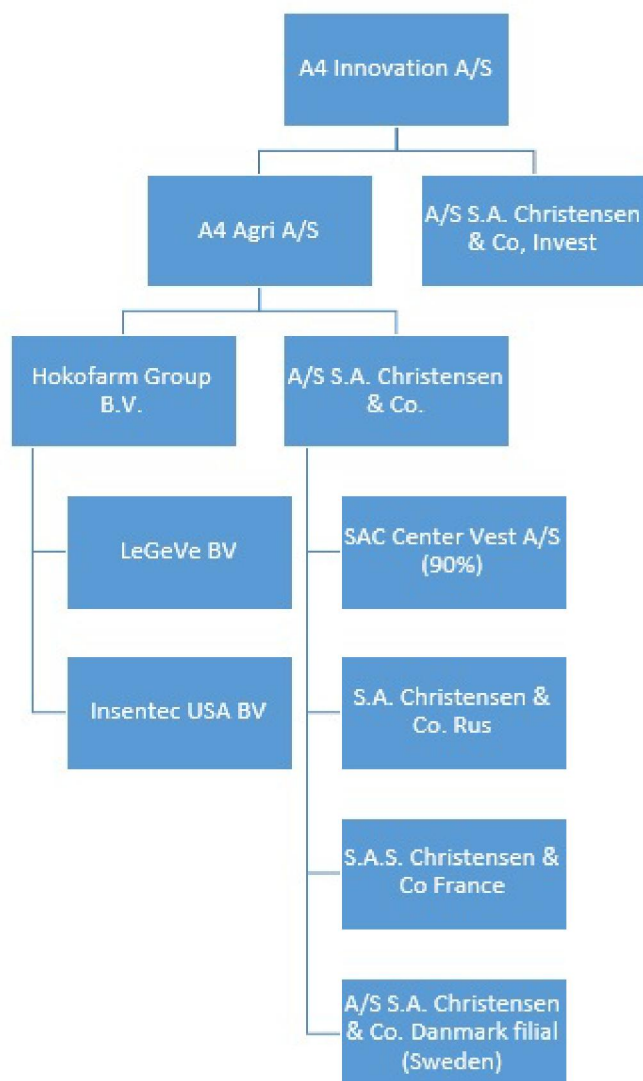 A4 Innovation A/S
A4 Agri A/S
A/S S.A. Christensen
& Co, Invest
Hokofarm Group
B.V.
A/S S.A. Christensen
& Co.
LeGeVe BV
Insentec USA BV
SAC Center Vest A/S
(90%)
S.A. Christensen &
Co. Rus
S.A.S. Christensen &
Co France
A/S S.A. Christensen
& Co. Danmark filial
(Sweden)